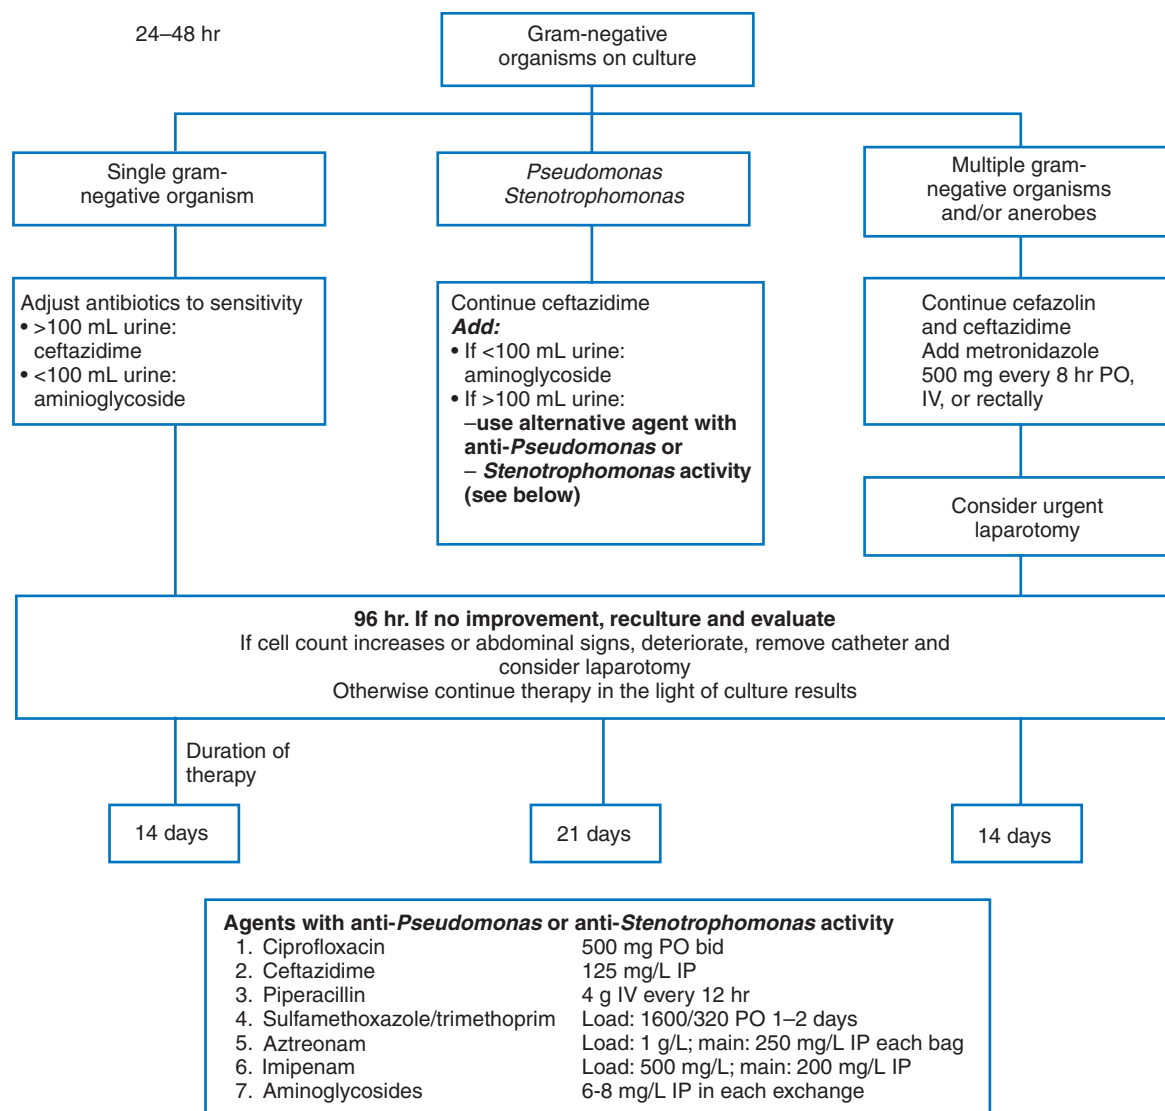 24–48 hr
Gram-negative
organisms on culture
Single gram-
negative organism
Pseudomonas
Stenotrophomonas
Multiple gram-
negative organisms
and/or anerobes
Adjust antibiotics to sensitivity
• >100 mL urine:
ceftazidime
• <100 mL urine:
aminioglycoside
Continue ceftazidime
Add:
• If <100 mL urine:
aminoglycoside
• If >100 mL urine:
–use alternative agent with
anti-Pseudomonas or
– Stenotrophomonas activity
(see below)
Continue cefazolin
and ceftazidime
Add metronidazole
500 mg every 8 hr PO,
IV, or rectally
Consider urgent
laparotomy
96 hr. If no improvement, reculture and evaluate
If cell count increases or abdominal signs, deteriorate, remove catheter and
consider laparotomy
Otherwise continue therapy in the light of culture results
Duration of
therapy
14 days
21 days
14 days
Agents with anti-Pseudomonas or anti-Stenotrophomonas activity
1. Ciprofloxacin 500 mg PO bid
2. Ceftazidime 125 mg/L IP
3. Piperacillin 4 g IV every 12 hr
4. Sulfamethoxazole/trimethoprim Load: 1600/320 PO 1–2 days
5. Aztreonam Load: 1 g/L; main: 250 mg/L IP each bag
6. Imipenam Load: 500 mg/L; main: 200 mg/L IP
7. Aminoglycosides 6-8 mg/L IP in each exchange